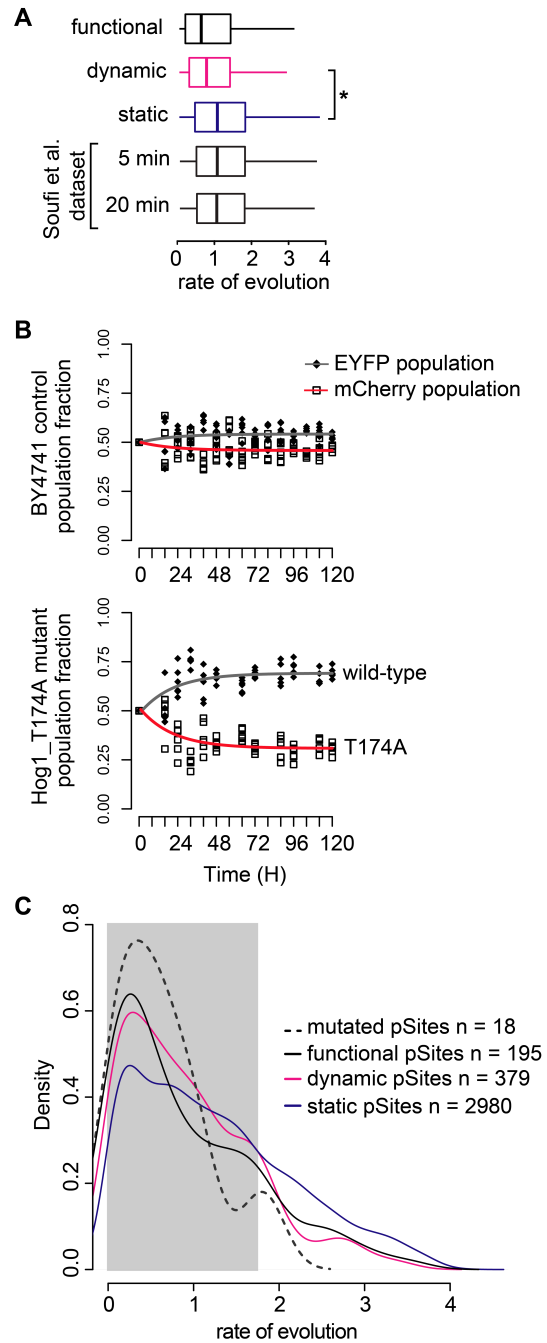 A
functional
dynamic
static
*
Soufi et al.
dataset
5 min
20 min
0 1 2 3 4
rate of evolution
B
BY4741 control
population fraction
1.00
0.75
0.50
0.25
0.00
EYFP population
mCherry population
0 24 48 72 96 120
Hog1_T174A mutant
population fraction
1.00
0.75
0.50
0.25
0.00
wild-type
T174A
0 24 48 72 96 120
Time (H)
C
Density
0.8
0.6
0.4
0.2
0.0
mutated pSites n = 18
functional pSites n = 195
dynamic pSites n = 379
static pSites n = 2980
0 1 2 3 4
rate of evolution